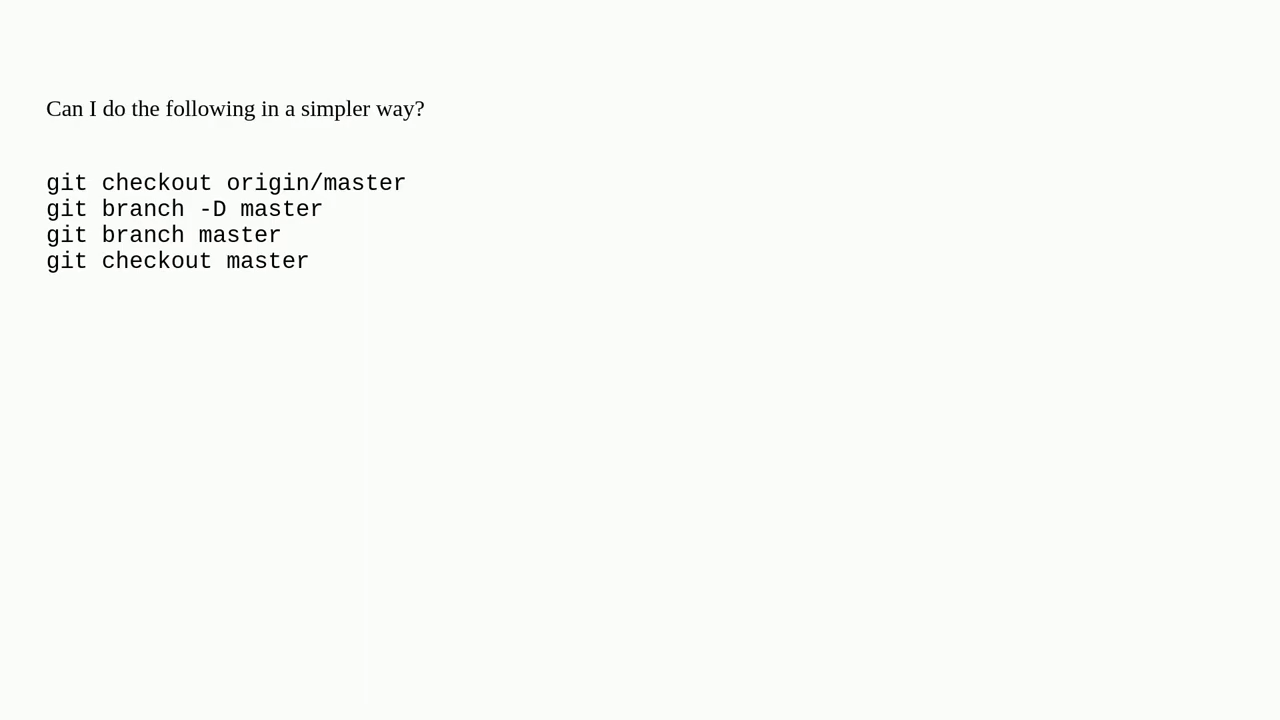 Can I do the following in a simpler way?
git checkout origin/master
git branch -D master
git branch master
git checkout master